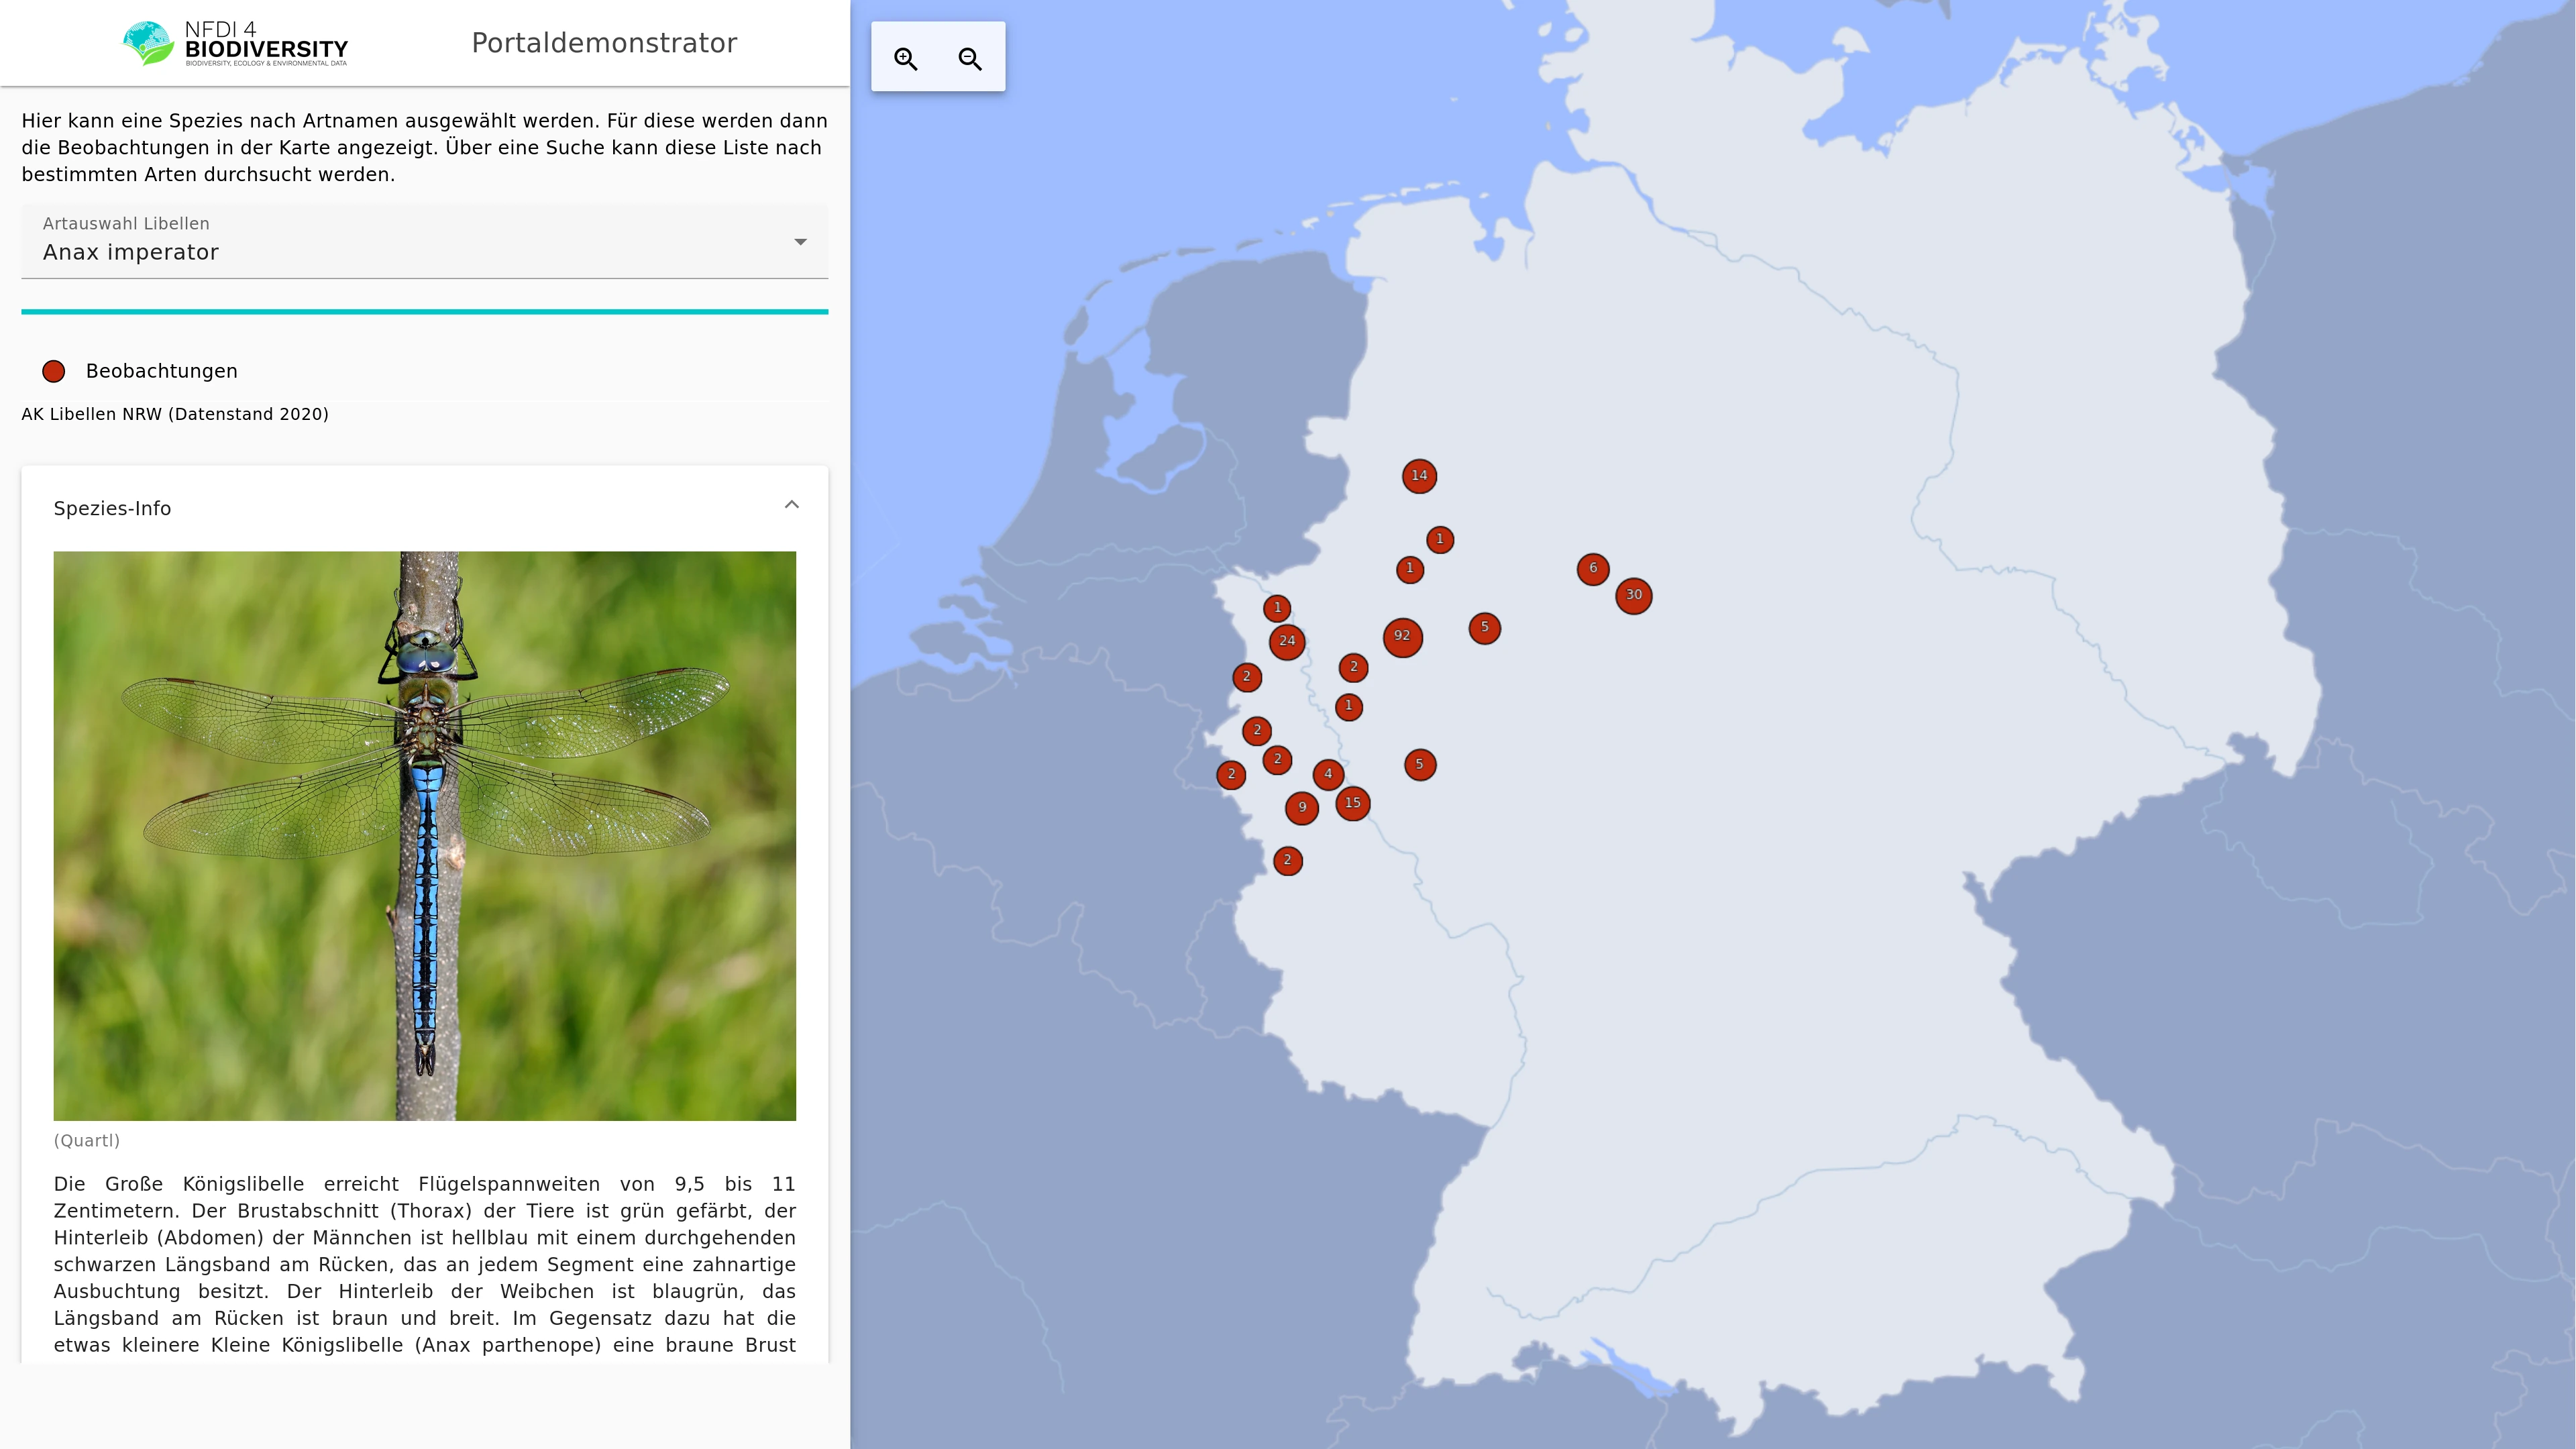 NFDI 4
BIODIVERSITY
BIODIVERSITY, ECOLOGY & ENVIRONMENTAL DATA
Portaldemonstrator
Hier kann eine Spezies nach Artnamen ausgewählt werden. Für diese werden dann
die Beobachtungen in der Karte angezeigt. Über eine Suche kann diese Liste nach
bestimmten Arten durchsucht werden.
Artauswahl Libellen
Anax imperator
Beobachtungen
AK Libellen NRW (Datenstand 2020)
Spezies-Info
(Quartl)
Die Große Königslibelle erreicht Flügelspannweiten von 9,5 bis 11
Zentimetern. Der Brustabschnitt (Thorax) der Tiere ist grün gefärbt, der
Hinterleib (Abdomen) der Männchen ist hellblau mit einem durchgehenden
schwarzen Längsband am Rücken, das an jedem Segment eine zahnartige
Ausbuchtung besitzt. Der Hinterleib der Weibchen ist blaugrün, das
Längsband am Rücken ist braun und breit. Im Gegensatz dazu hat die
etwas kleinere Kleine Königslibelle (Anax parthenope) eine braune Brust
14
1
1
6
30
1
24
92
5
2
2
1
2
2
2
4
5
9
15
2